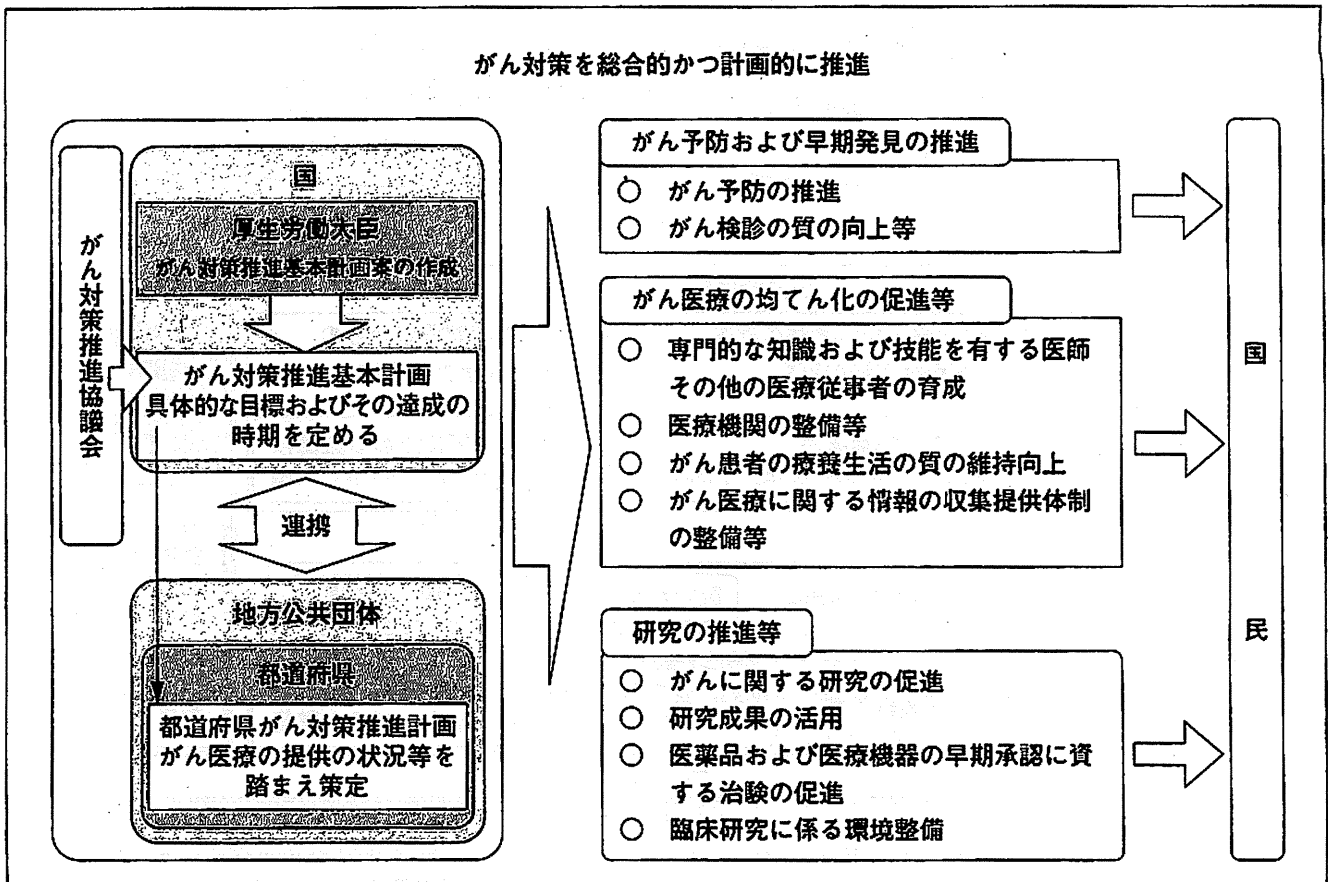 がん対策を総合的かつ計画的に推進
がん対策推進協議会
国
厚生労働大臣
がん対策推進基本計画案の作成
がん対策推進基本計画
具体的な目標およびその達成の
時期を定める
連携
地方公共団体
都道府県
都道府県がん対策推進計画
がん医療の提供の状況等を
踏まえ策定
がん予防および早期発見の推進
○ がん予防の推進
○ がん検診の質の向上等
がん医療の均てん化の促進等
○ 専門的な知識および技能を有する医師
その他の医療従事者の育成
○ 医療機関の整備等
○ がん患者の療養生活の質の維持向上
○ がん医療に関する情報の収集提供体制
の整備等
研究の推進等
○ がんに関する研究の促進
○ 研究成果の活用
○ 医薬品および医療機器の早期承認に資
する治験の促進
○ 臨床研究に係る環境整備
国民